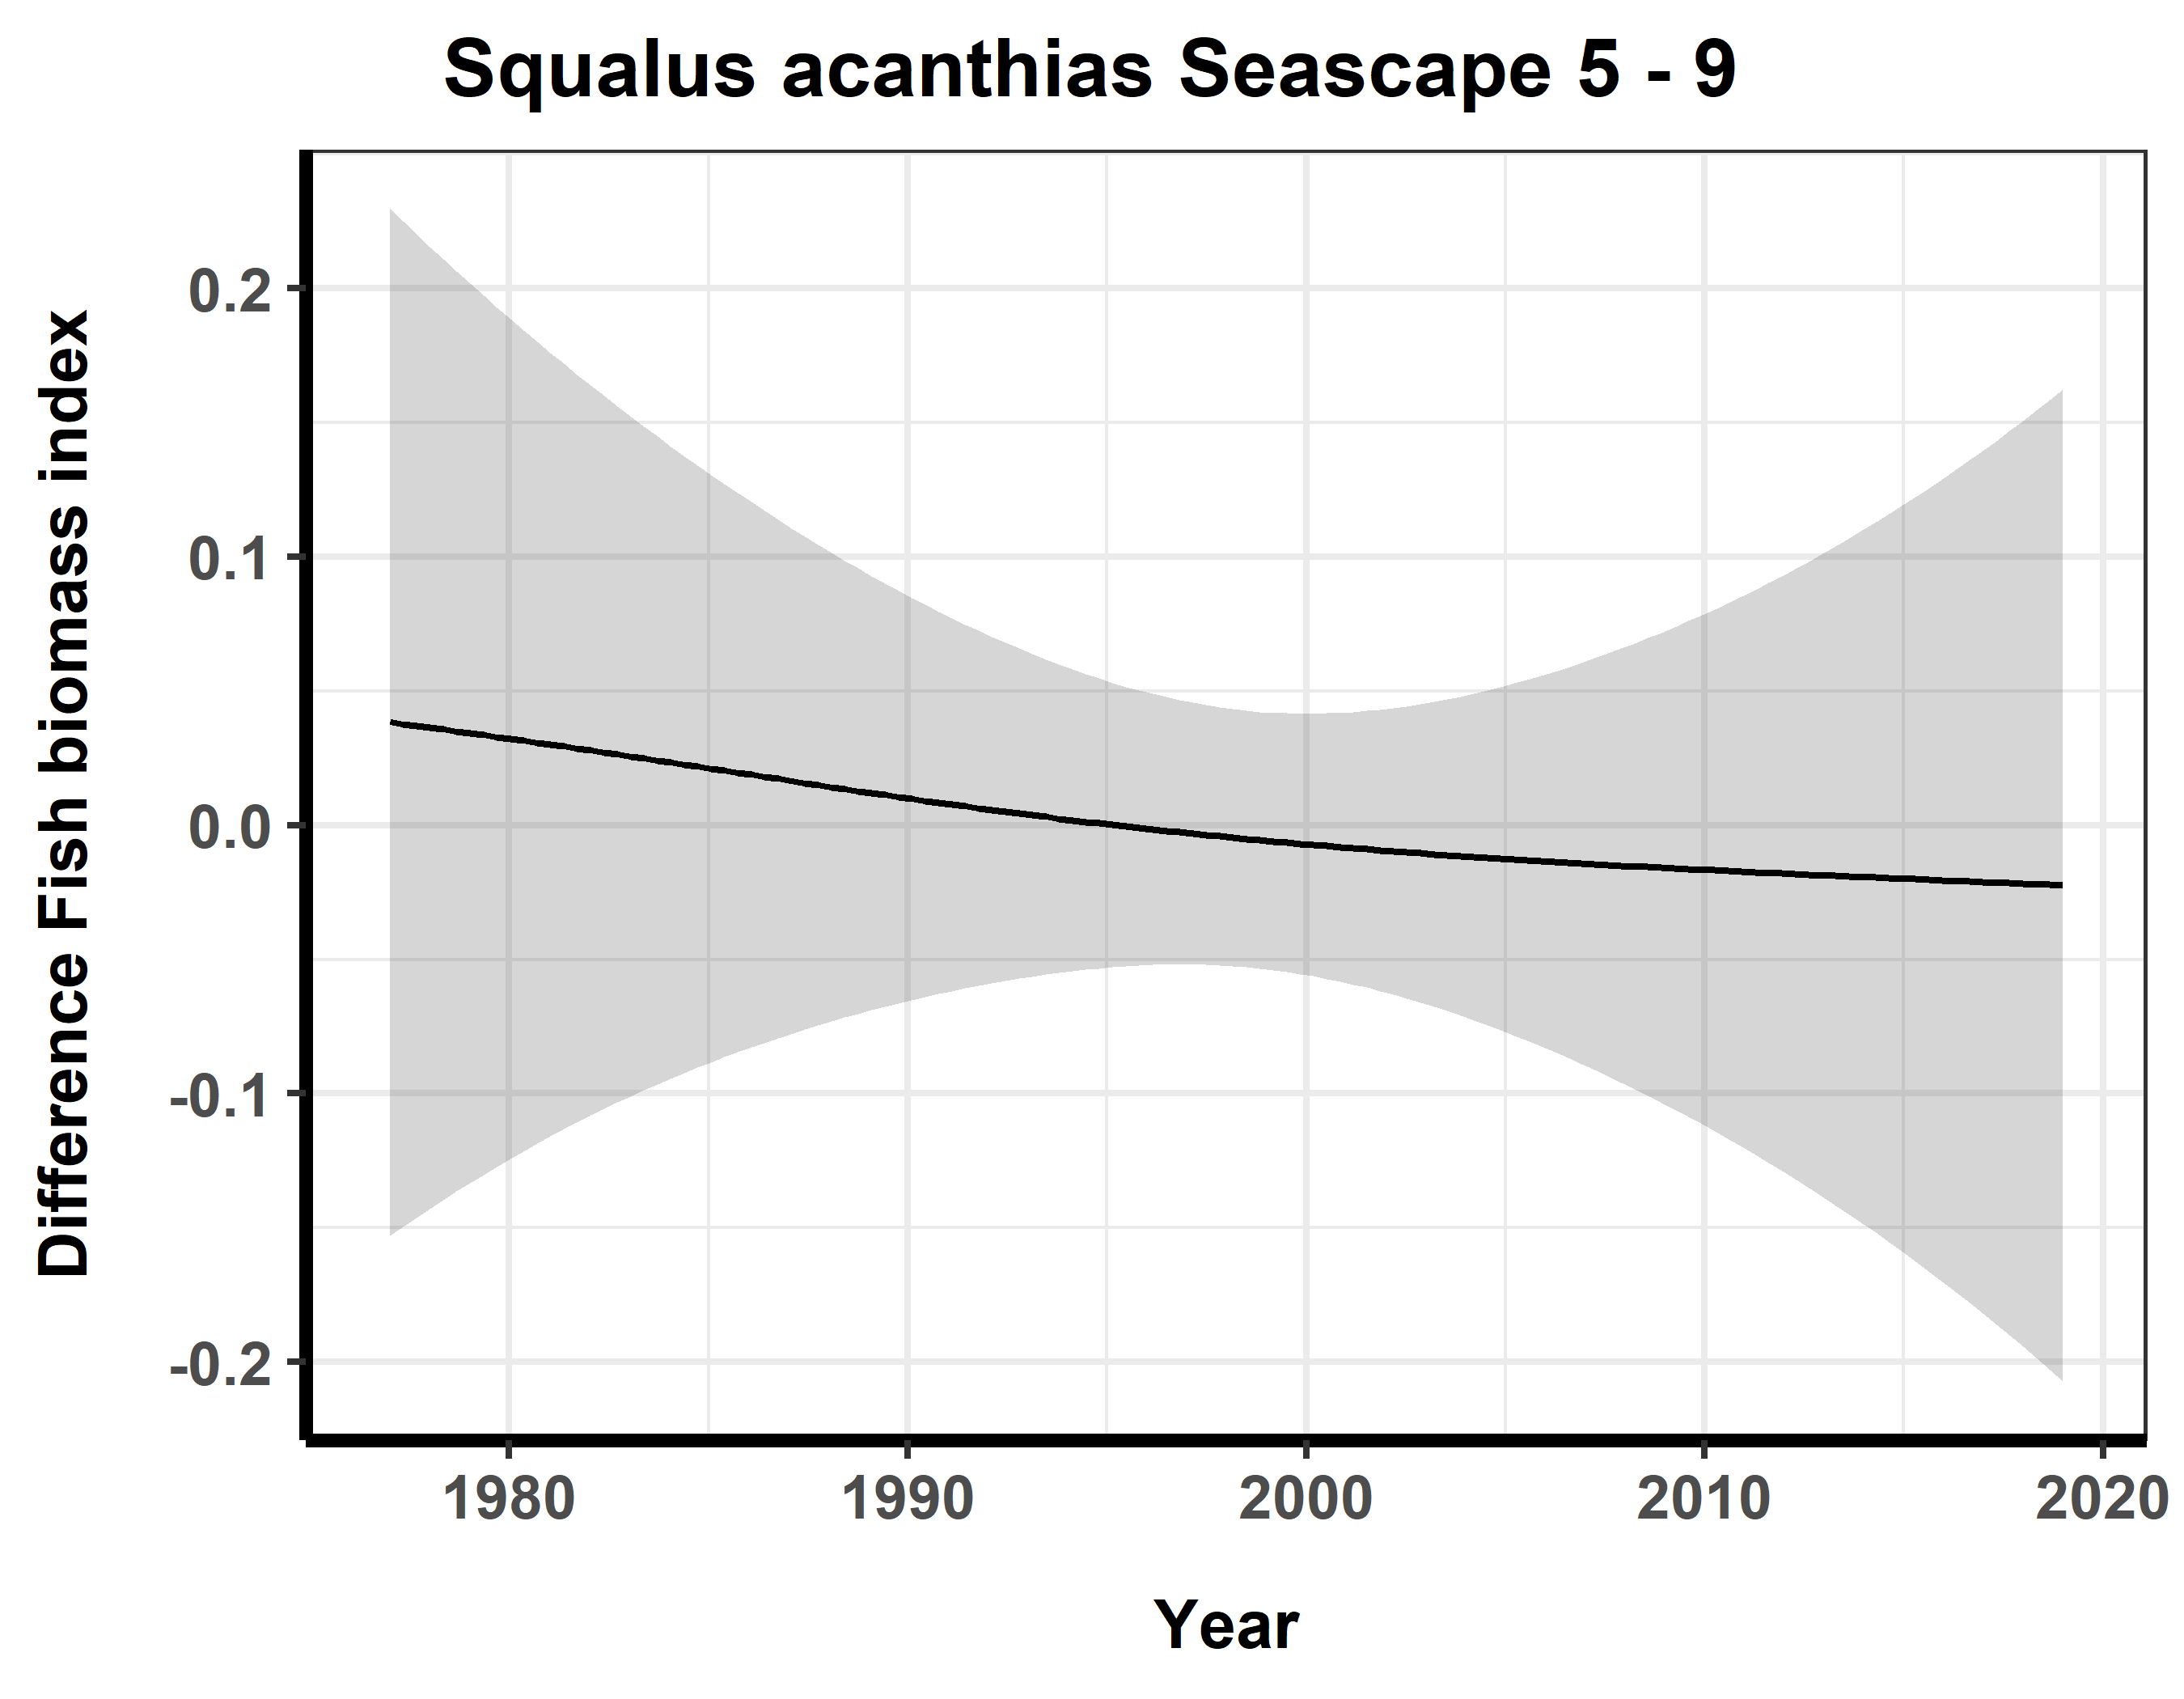 Squalus acanthias Seascape 5 - 9
Difference Fish biomass index
0.2
0.1
0.0
-0.1
-0.2
1980 1990 2000 2010 2020
Year